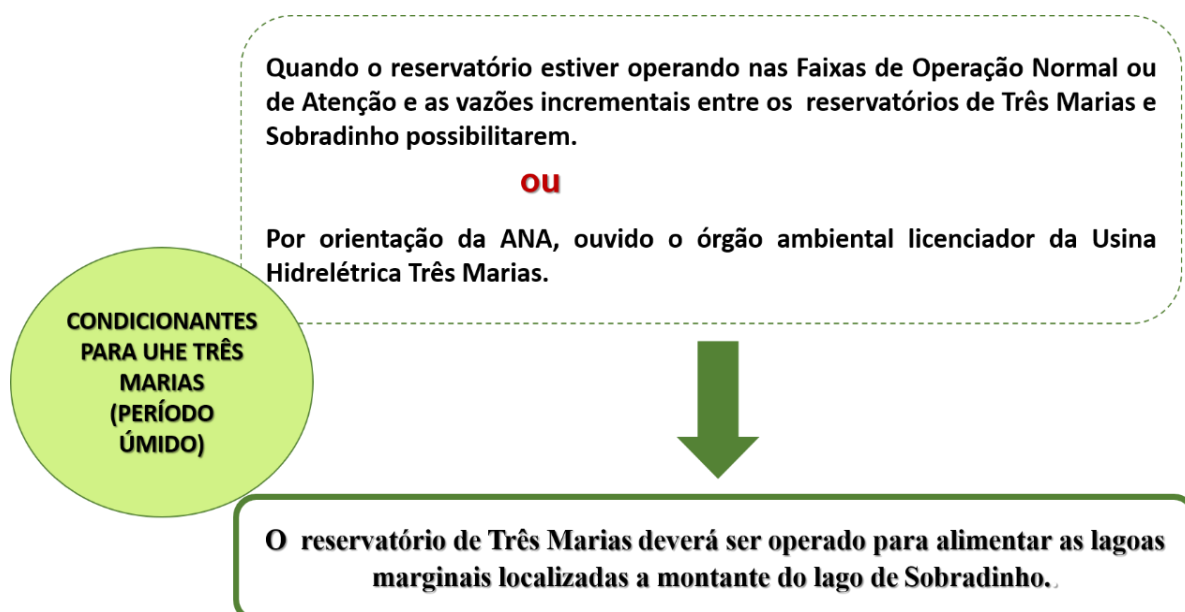 Quando o reservatório estiver operando nas Faixas de Operação Normal ou
de Atenção e as vazões incrementais entre os reservatórios de Três Marias e
Sobradinho possibilitarem.
ou
Por orientação da ANA, ouvido o órgão ambiental licenciador da Usina
Hidrelétrica Três Marias.
CONDICIONANTES
PARA UHE TRÊS
MARIAS
(PERÍODO
ÚMIDO)
O reservatório de Três Marias deverá ser operado para alimentar as lagoas
marginais localizadas a montante do lago de Sobradinho..